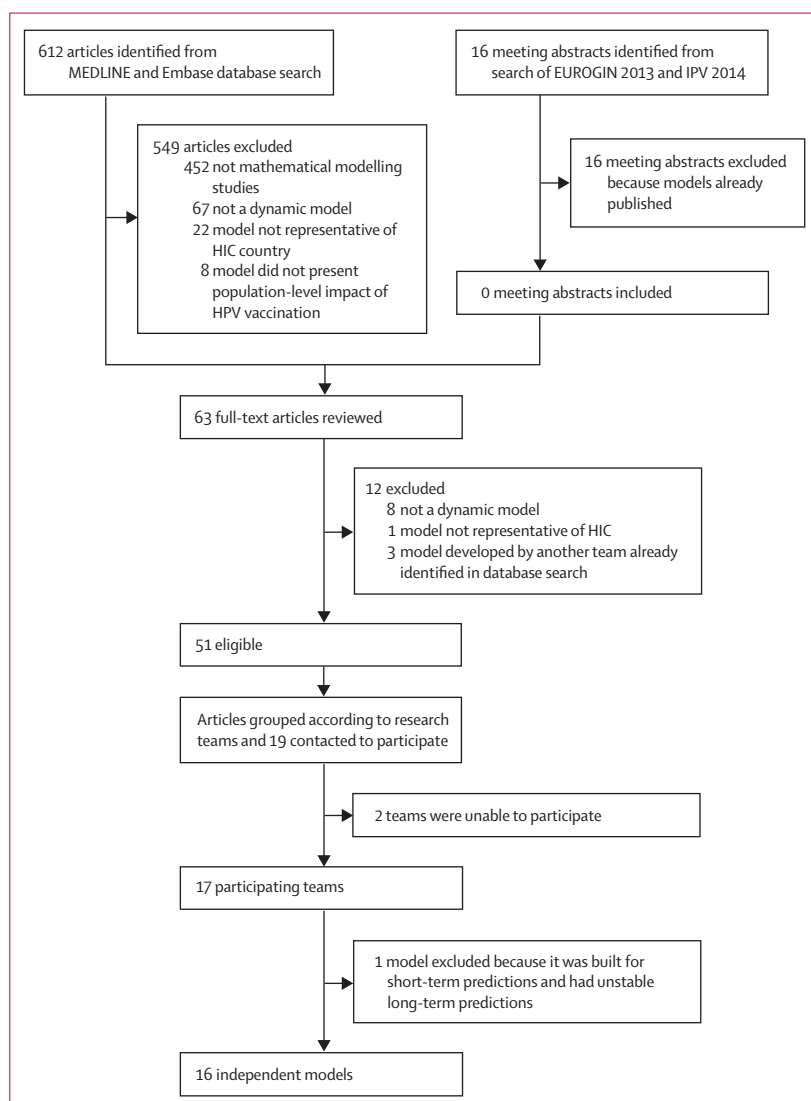 612 articles identified from
MEDLINE and Embase database search
16 meeting abstracts identified from
search of EUROGIN 2013 and IPV 2014
549 articles excluded
452 not mathematical modelling
studies
67 not a dynamic model
22 model not representative of
HIC country
8 model did not present
population-level impact of
HPV vaccination
16 meeting abstracts excluded
because models already
published
0 meeting abstracts included
63 full-text articles reviewed
12 excluded
8 not a dynamic model
1 model not representative of HIC
3 model developed by another team already
identified in database search
51 eligible
Articles grouped according to research
teams and 19 contacted to participate
2 teams were unable to participate
17 participating teams
1 model excluded because it was built for
short-term predictions and had unstable
long-term predictions
16 independent models